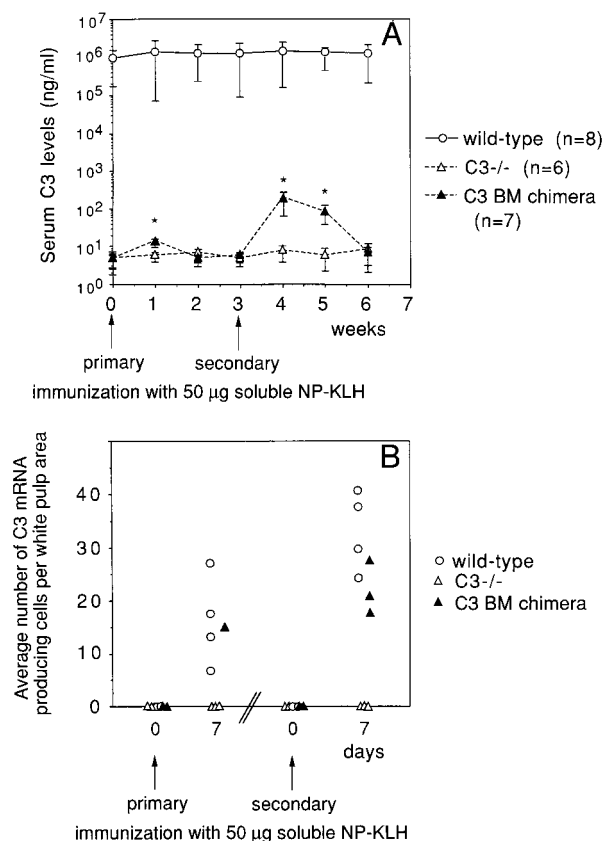 A
Serum C3 levels (ng/ml)
10^7
10^6
10^5
10^4
10^3
10^2
10^1
10^0
* * *
0 1 2 3 4 5 6 7
weeks
wild-type (n=8)
C3-/- (n=6)
C3 BM chimera
(n=7)
primary secondary
immunization with 50 µg soluble NP-KLH
B
Average number of C3 mRNA
producing cells per white pulp area
40
30
20
10
0
0 7 0 7
days
wild-type
C3-/-
C3 BM chimera
primary secondary
immunization with 50 µg soluble NP-KLH